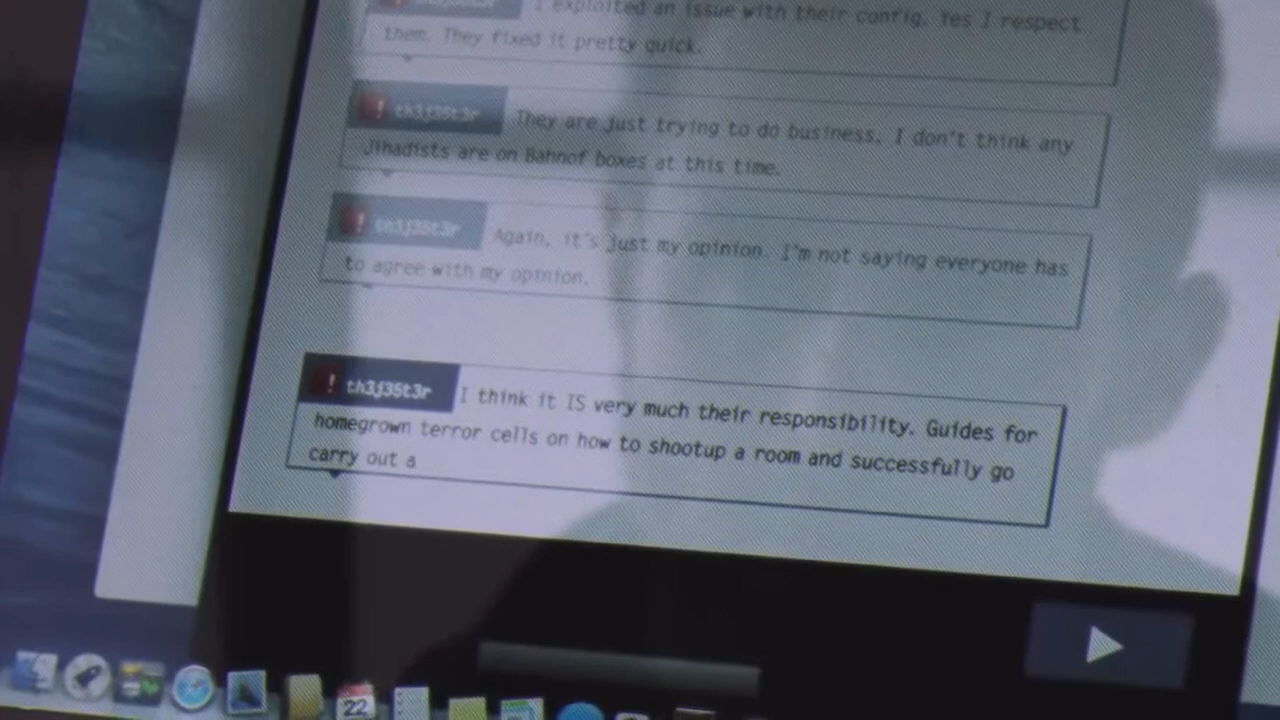 I exploited an issue with their config. Yes I respect
them. They fixed it pretty quick.
! th3j35t3r They are just trying to do business. I don't think any
Jihadists are on Bahnof boxes at this time.
! th3j35t3r Again, it's just my opinion. I'm not saying everyone has
to agree with my opinion.
! th3j35t3r I think it IS very much their responsibility. Guides for
homegrown terror cells on how to shootup a room and successfully go
carry out a
22